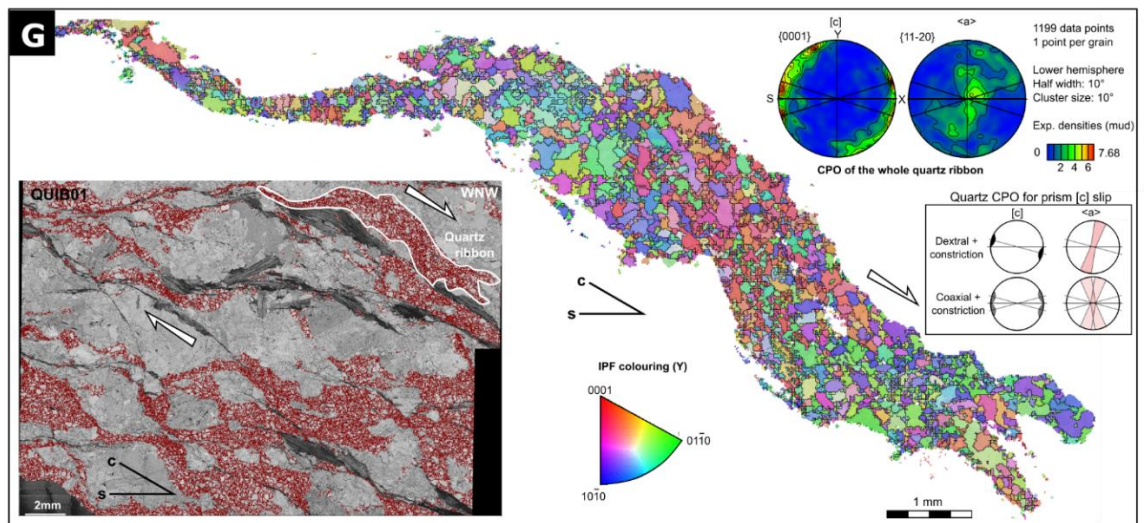 G
[c]
<a>
{0001}
Y
{11-20}
S
X
1199 data points
1 point per grain
Lower hemisphere
Half width: 10°
Cluster size: 10°
Exp. densities (mud)
0
7.68
2 4 6
CPO of the whole quartz ribbon
QUIB01
WNW
Quartz
ribbon
c
s
2mm
c
s
Quartz CPO for prism [c] slip
[c]
<a>
Dextral +
constriction
Coaxial +
constriction
IPF colouring (Y)
0001
011̄0
101̄0
1 mm